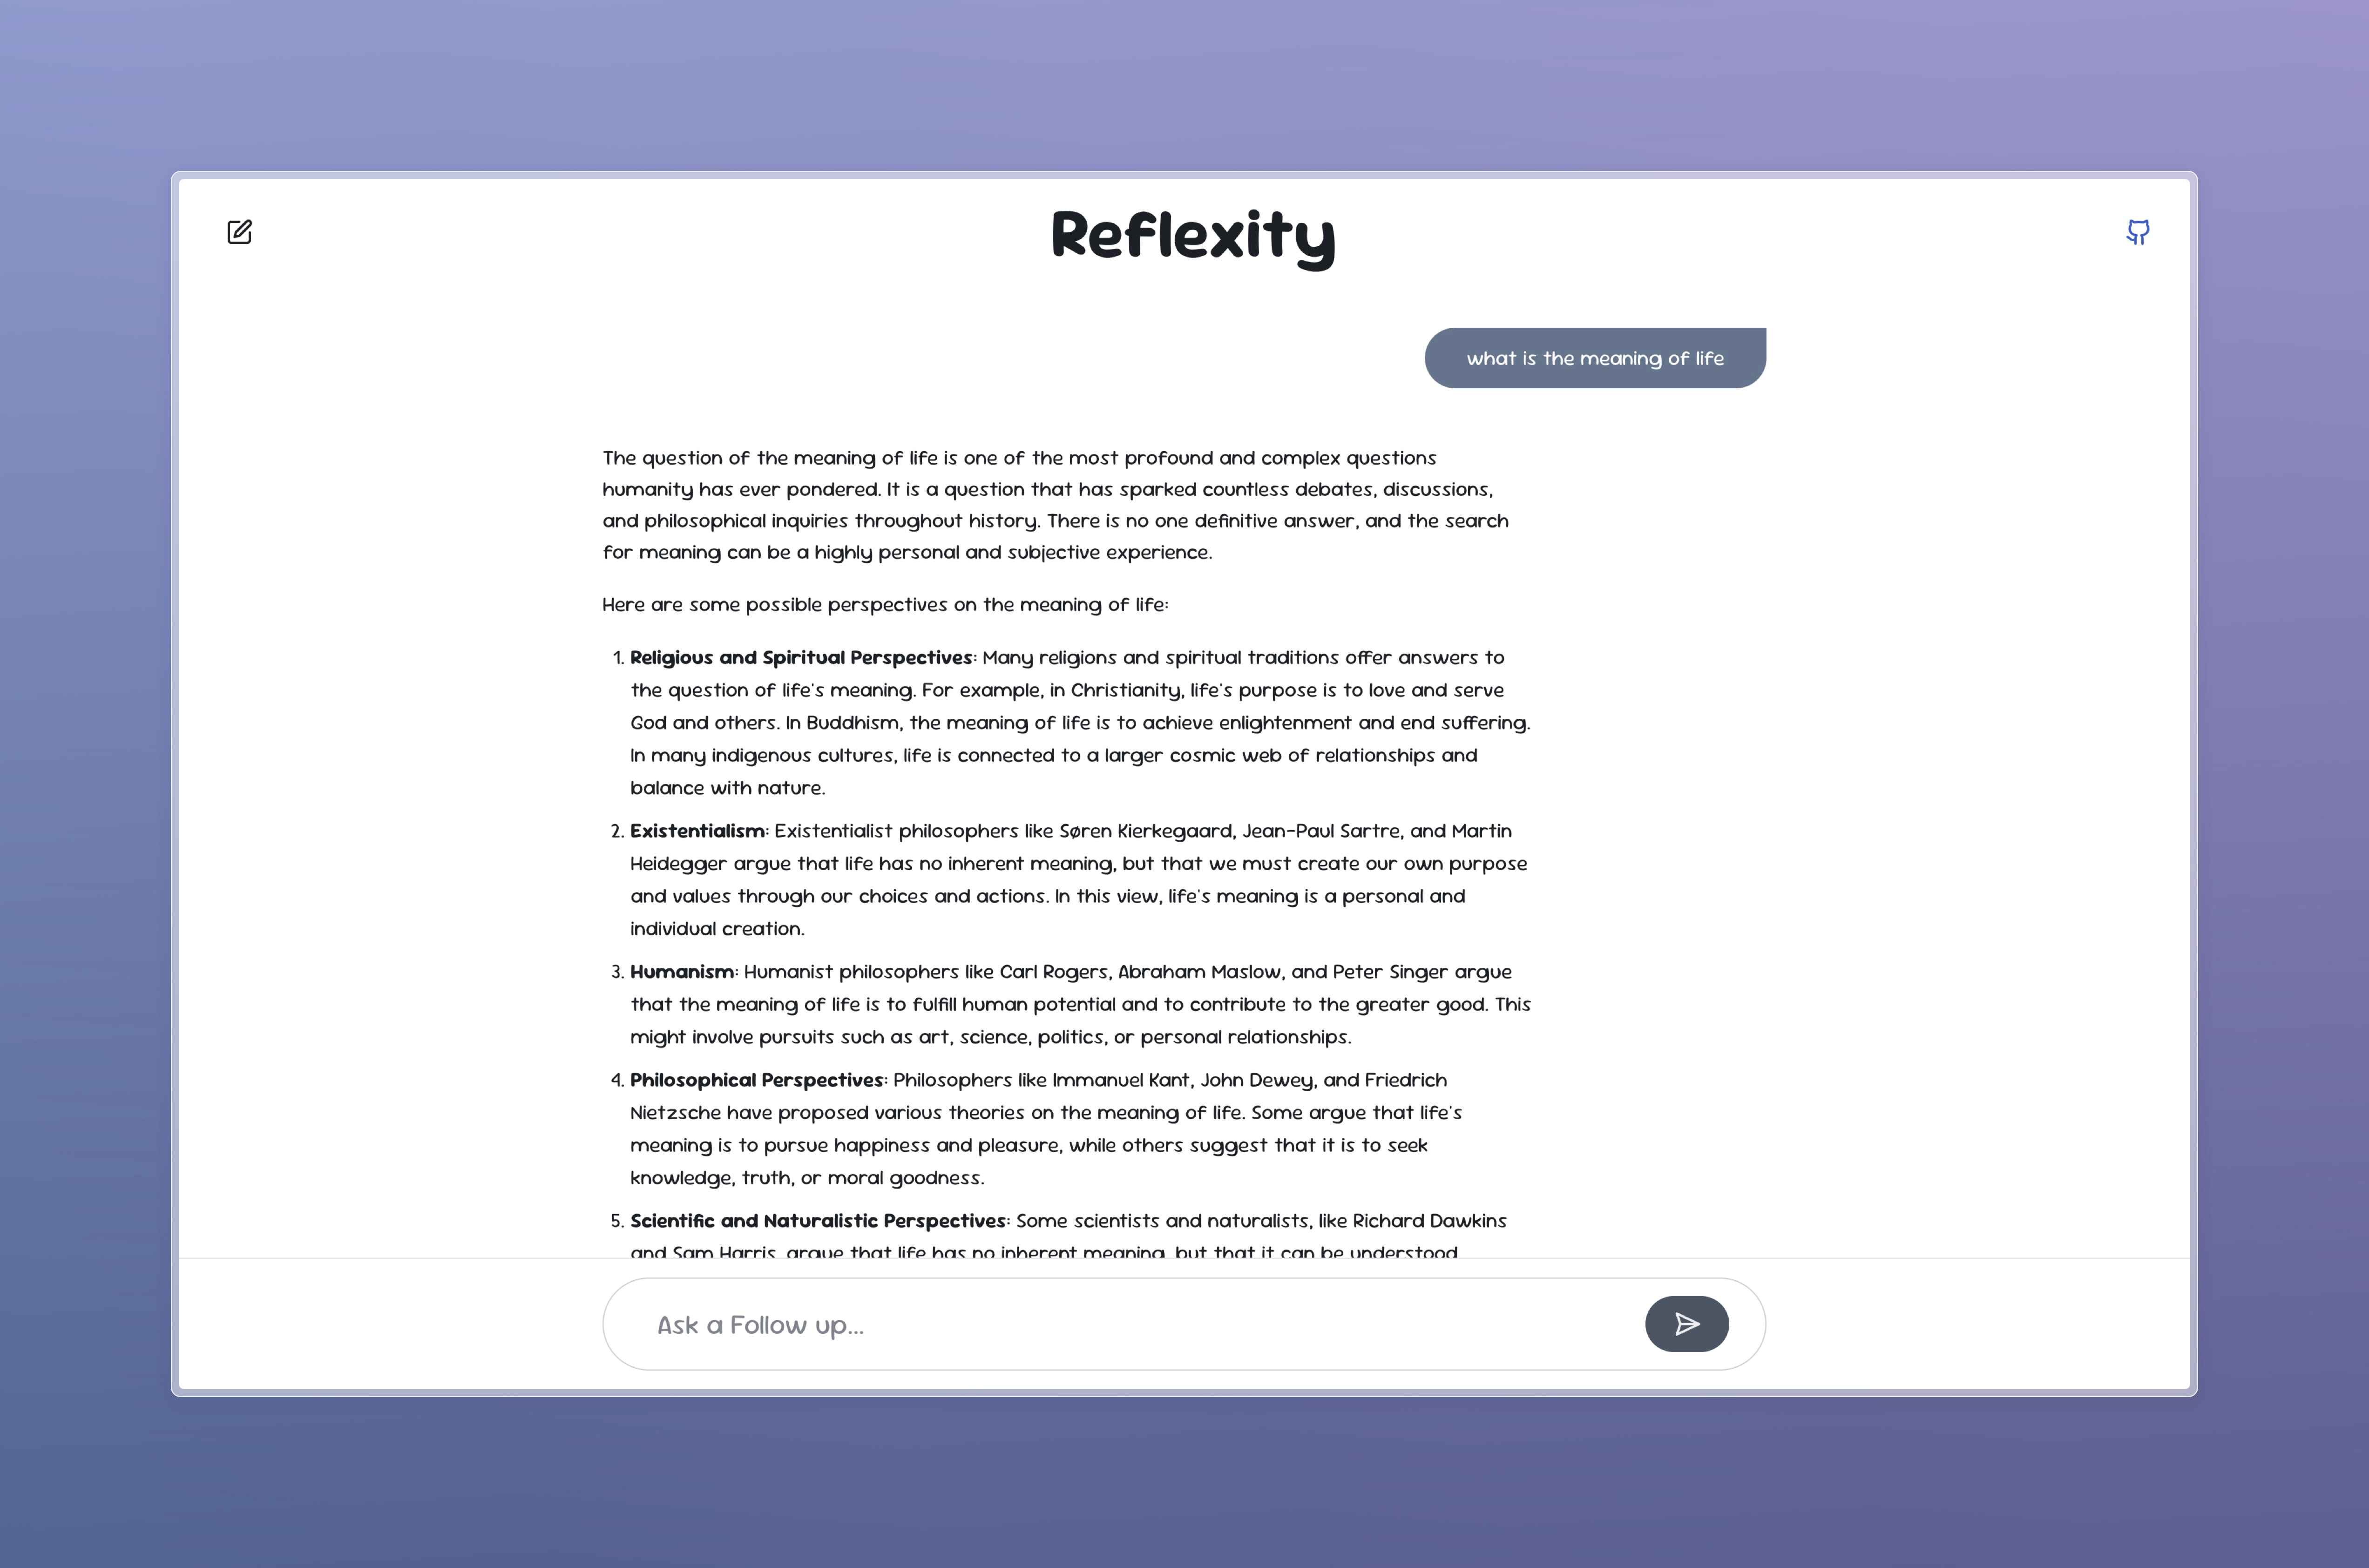 Reflexity
what is the meaning of life
The question of the meaning of life is one of the most profound and complex questions
humanity has ever pondered. It is a question that has sparked countless debates, discussions,
and philosophical inquiries throughout history. There is no one definitive answer, and the search
for meaning can be a highly personal and subjective experience.
Here are some possible perspectives on the meaning of life:
1. Religious and Spiritual Perspectives: Many religions and spiritual traditions offer answers to
the question of life's meaning. For example, in Christianity, life's purpose is to love and serve
God and others. In Buddhism, the meaning of life is to achieve enlightenment and end suffering.
In many indigenous cultures, life is connected to a larger cosmic web of relationships and
balance with nature.
2. Existentialism: Existentialist philosophers like Søren Kierkegaard, Jean-Paul Sartre, and Martin
Heidegger argue that life has no inherent meaning, but that we must create our own purpose
and values through our choices and actions. In this view, life's meaning is a personal and
individual creation.
3. Humanism: Humanist philosophers like Carl Rogers, Abraham Maslow, and Peter Singer argue
that the meaning of life is to fulfill human potential and to contribute to the greater good. This
might involve pursuits such as art, science, politics, or personal relationships.
4. Philosophical Perspectives: Philosophers like Immanuel Kant, John Dewey, and Friedrich
Nietzsche have proposed various theories on the meaning of life. Some argue that life's
meaning is to pursue happiness and pleasure, while others suggest that it is to seek
knowledge, truth, or moral goodness.
5. Scientific and Naturalistic Perspectives: Some scientists and naturalists, like Richard Dawkins
and Sam Harris, argue that life has no inherent meaning, but that it can be understood
Ask a Follow up...